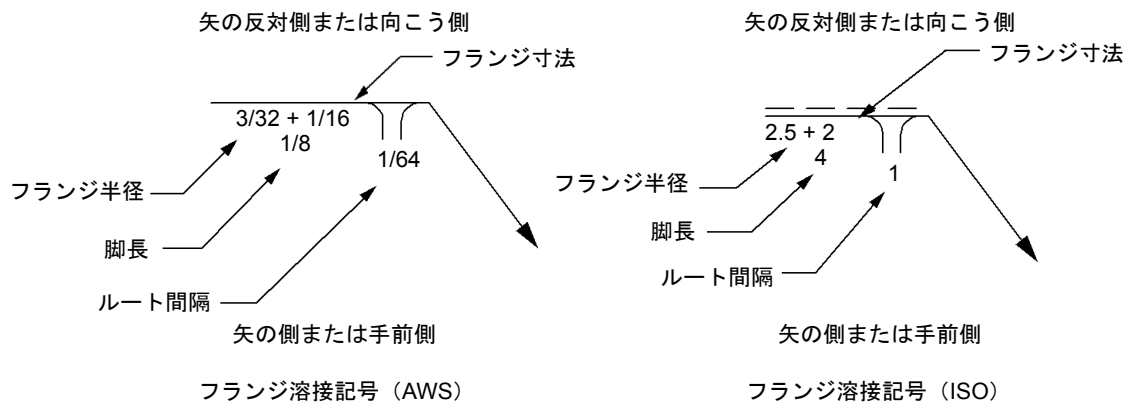 矢の反対側または向こう側
フランジ寸法
3/32 + 1/16
1/8
1/64
フランジ半径
脚長
ルート間隔
矢の側または手前側
フランジ溶接記号（AWS）
矢の反対側または向こう側
フランジ寸法
2.5 + 2
4
1
フランジ半径
脚長
ルート間隔
矢の側または手前側
フランジ溶接記号（ISO）